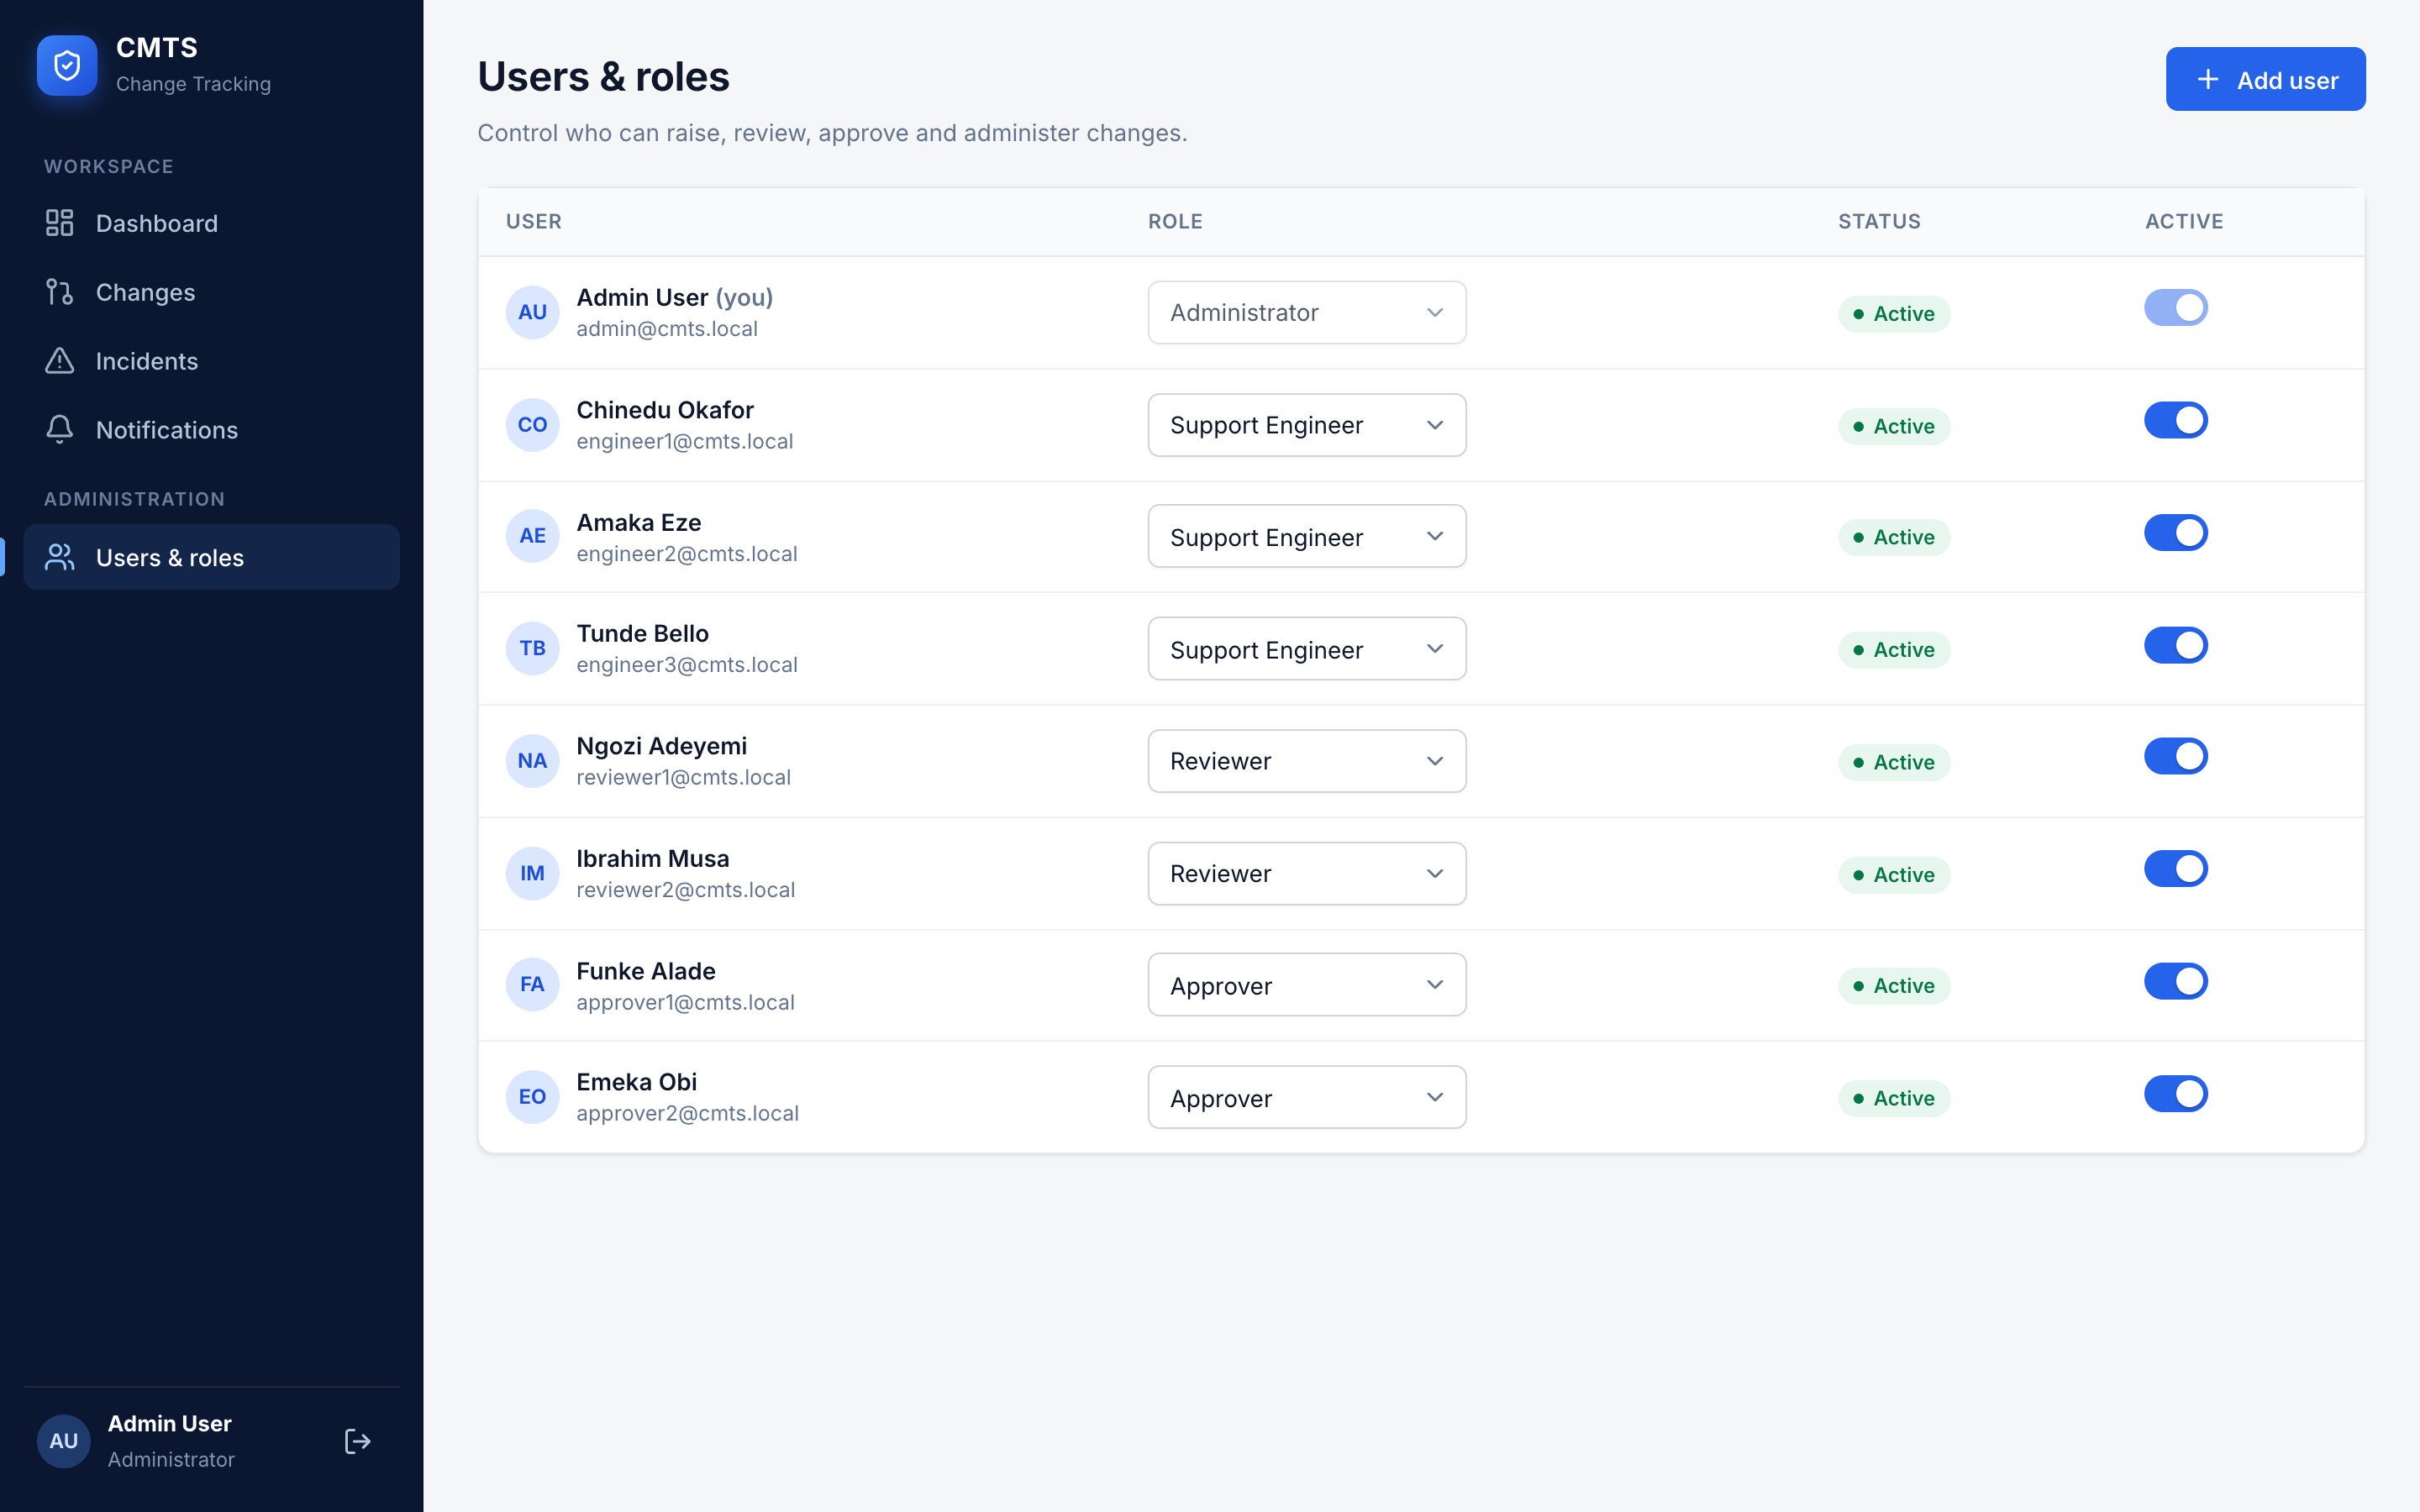 CMTS
Change Tracking
WORKSPACE
Dashboard
Changes
Incidents
Notifications
ADMINISTRATION
Users & roles
AU
Admin User
Administrator
Users & roles
Control who can raise, review, approve and administer changes.
Add user
USER ROLE STATUS ACTIVE
AU Admin User (you) Administrator Active
admin@cmts.local
CO Chinedu Okafor Support Engineer Active
engineer1@cmts.local
AE Amaka Eze Support Engineer Active
engineer2@cmts.local
TB Tunde Bello Support Engineer Active
engineer3@cmts.local
NA Ngozi Adeyemi Reviewer Active
reviewer1@cmts.local
IM Ibrahim Musa Reviewer Active
reviewer2@cmts.local
FA Funke Alade Approver Active
approver1@cmts.local
EO Emeka Obi Approver Active
approver2@cmts.local